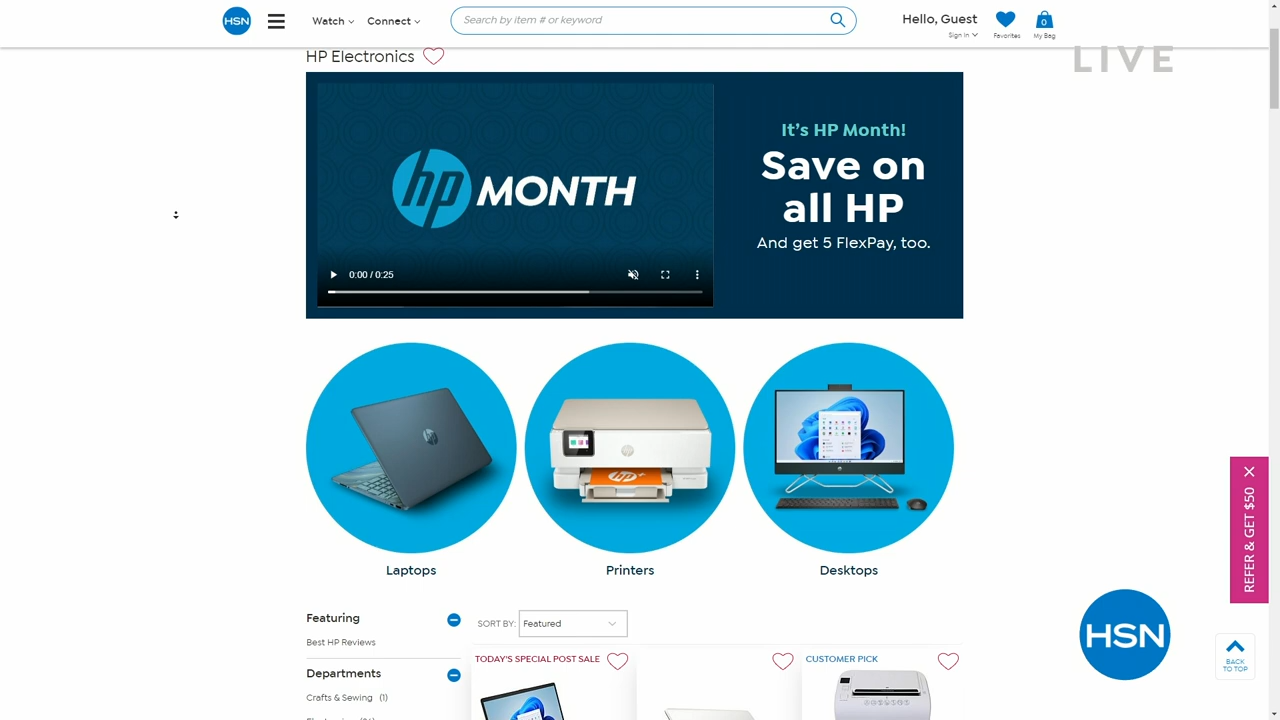 HSN
Watch
Connect
Search by item # or keyword
Hello, Guest
Sign In
Favorites
0
My Bag
HP Electronics
LIVE
hp MONTH
0:00 / 0:25
It's HP Month!
Save on
all HP
And get 5 FlexPay, too.
Laptops
Printers
Desktops
Featuring
Best HP Reviews
Departments
Crafts & Sewing (1)
SORT BY:
Featured
TODAY'S SPECIAL POST SALE
CUSTOMER PICK
REFER & GET $50
HSN
BACK
TO TOP